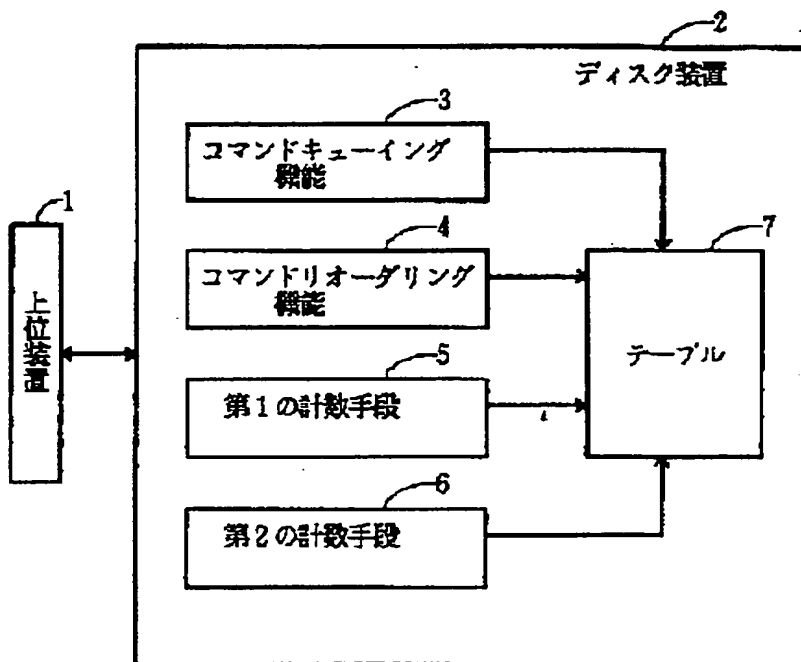 2
ディスク装置
3
コマンドキューイング
機能
1
上位装置
4
コマンドリオーダリング
機能
7
テーブル
5
第1の計数手段
6
第2の計数手段